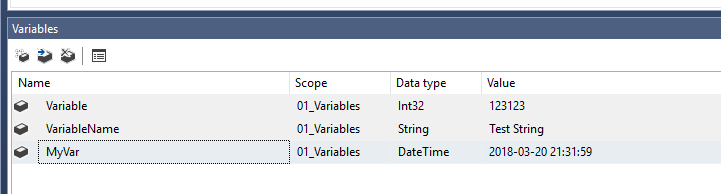 Variables
Name Scope Data type Value
Variable 01_Variables Int32 123123
VariableName 01_Variables String Test String
MyVar 01_Variables DateTime 2018-03-20 21:31:59